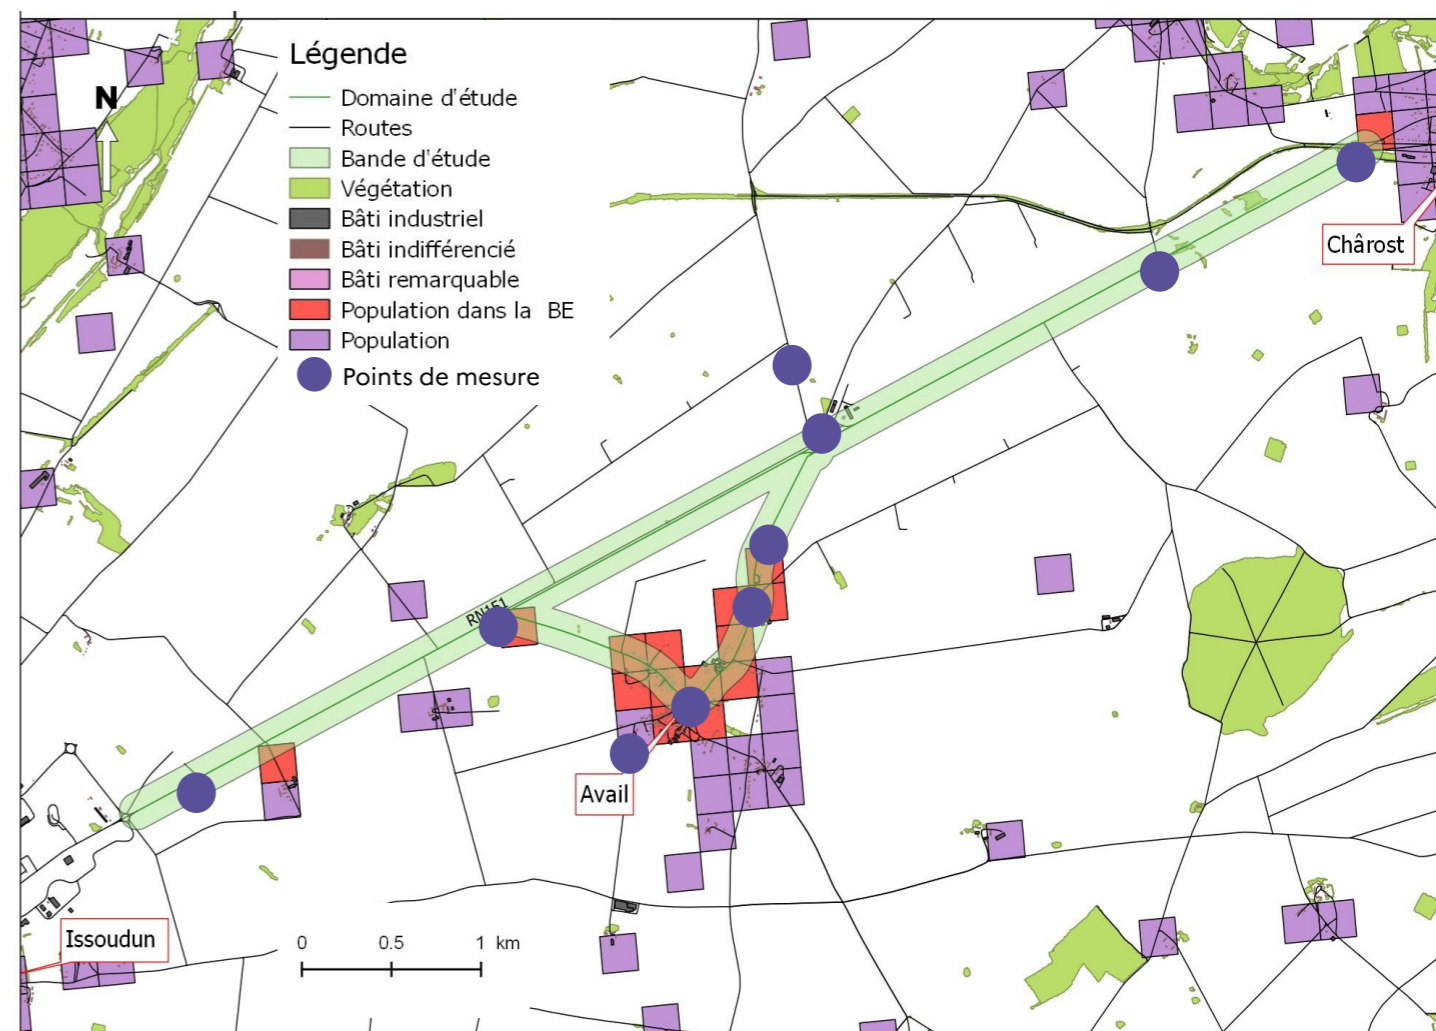 N
Légende
Domaine d'étude
Routes
Bande d'étude
Végétation
Bâti industriel
Bâti indifférencié
Bâti remarquable
Population dans la BE
Population
Points de mesure
Chârost
RN151
Avail
Issoudun
0 0.5 1 km